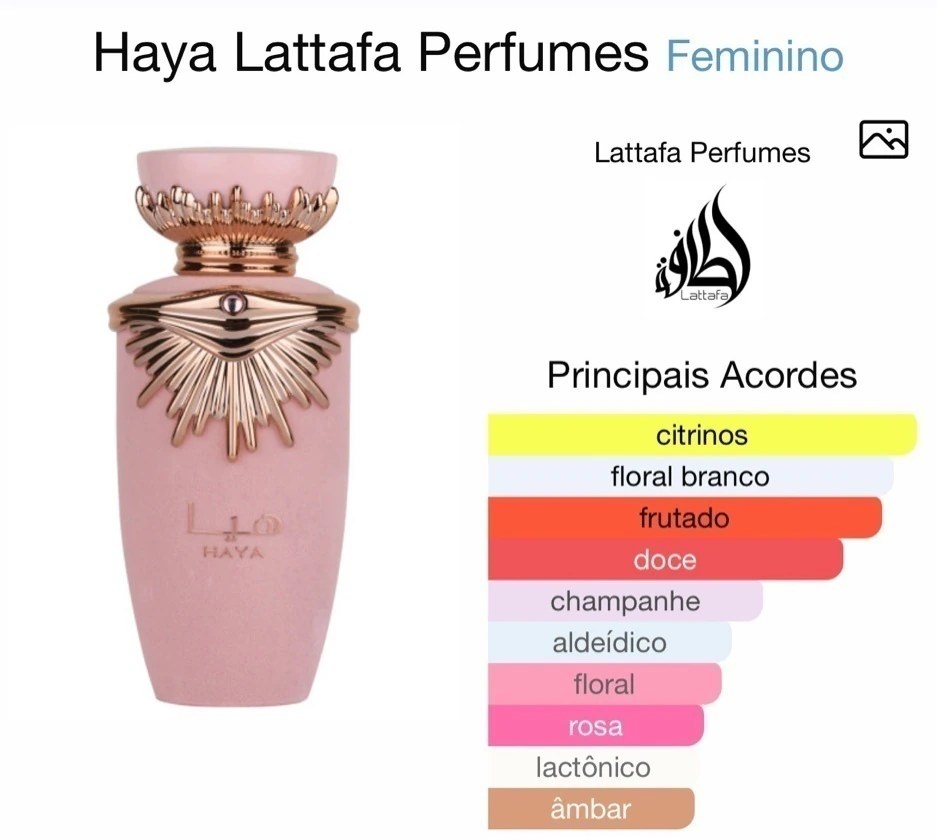 Haya Lattafa Perfumes Feminino
Lattafa Perfumes
لطافة
Lattafa
Principais Acordes
citrinos
floral branco
frutado
doce
champanhe
aldeídico
floral
rosa
lactônico
âmbar
هيا
HAYA